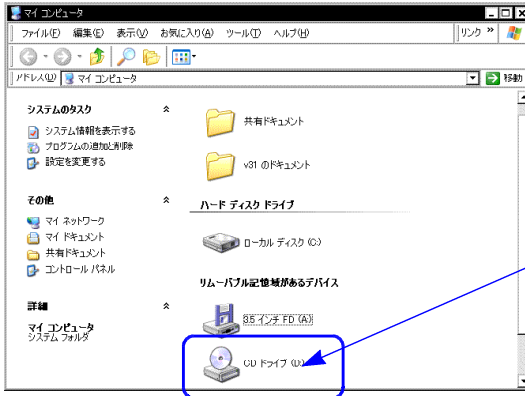 マイ コンピュータ
ファイル(F) 編集(E) 表示(V) お気に入り(A) ツール(T) ヘルプ(H) リンク »
アドレス(D) マイ コンピュータ 移動
システムのタスク
システム情報を表示する
プログラムの追加と削除
設定を変更する
その他
マイ ネットワーク
マイ ドキュメント
共有ドキュメント
コントロール パネル
詳細
マイ コンピュータ
システム フォルダ
共有ドキュメント
v31 のドキュメント
ハード ディスク ドライブ
ローカル ディスク (C:)
リムーバブル記憶域があるデバイス
3.5 インチ FD (A:)
CD ドライブ (D:)